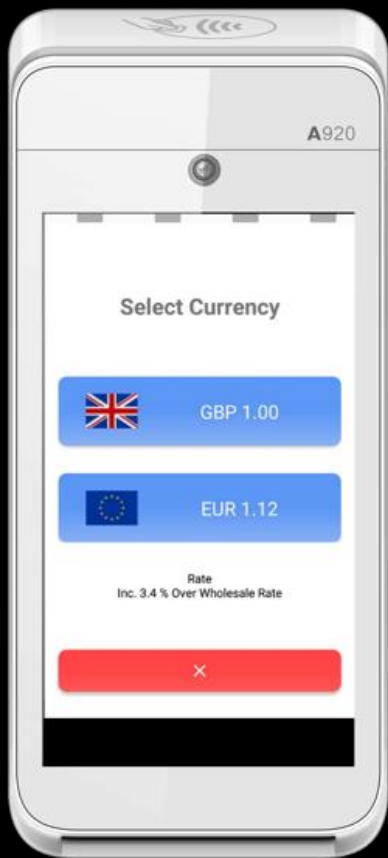 A920
Select Currency
GBP 1.00
EUR 1.12
Rate
Inc. 3.4 % Over Wholesale Rate
×